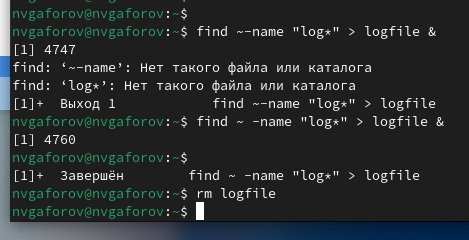 nvgaforov@nvgaforov:~$
nvgaforov@nvgaforov:~$ find ~-name "log*" > logfile &
[1] 4747
find: ‘~-name’: Нет такого файла или каталога
find: ‘log*’: Нет такого файла или каталога
[1]+  Выход 1            find ~-name "log*" > logfile
nvgaforov@nvgaforov:~$ find ~ -name "log*" > logfile &
[1] 4760
nvgaforov@nvgaforov:~$
[1]+  Завершён         find ~ -name "log*" > logfile
nvgaforov@nvgaforov:~$ rm logfile
nvgaforov@nvgaforov:~$